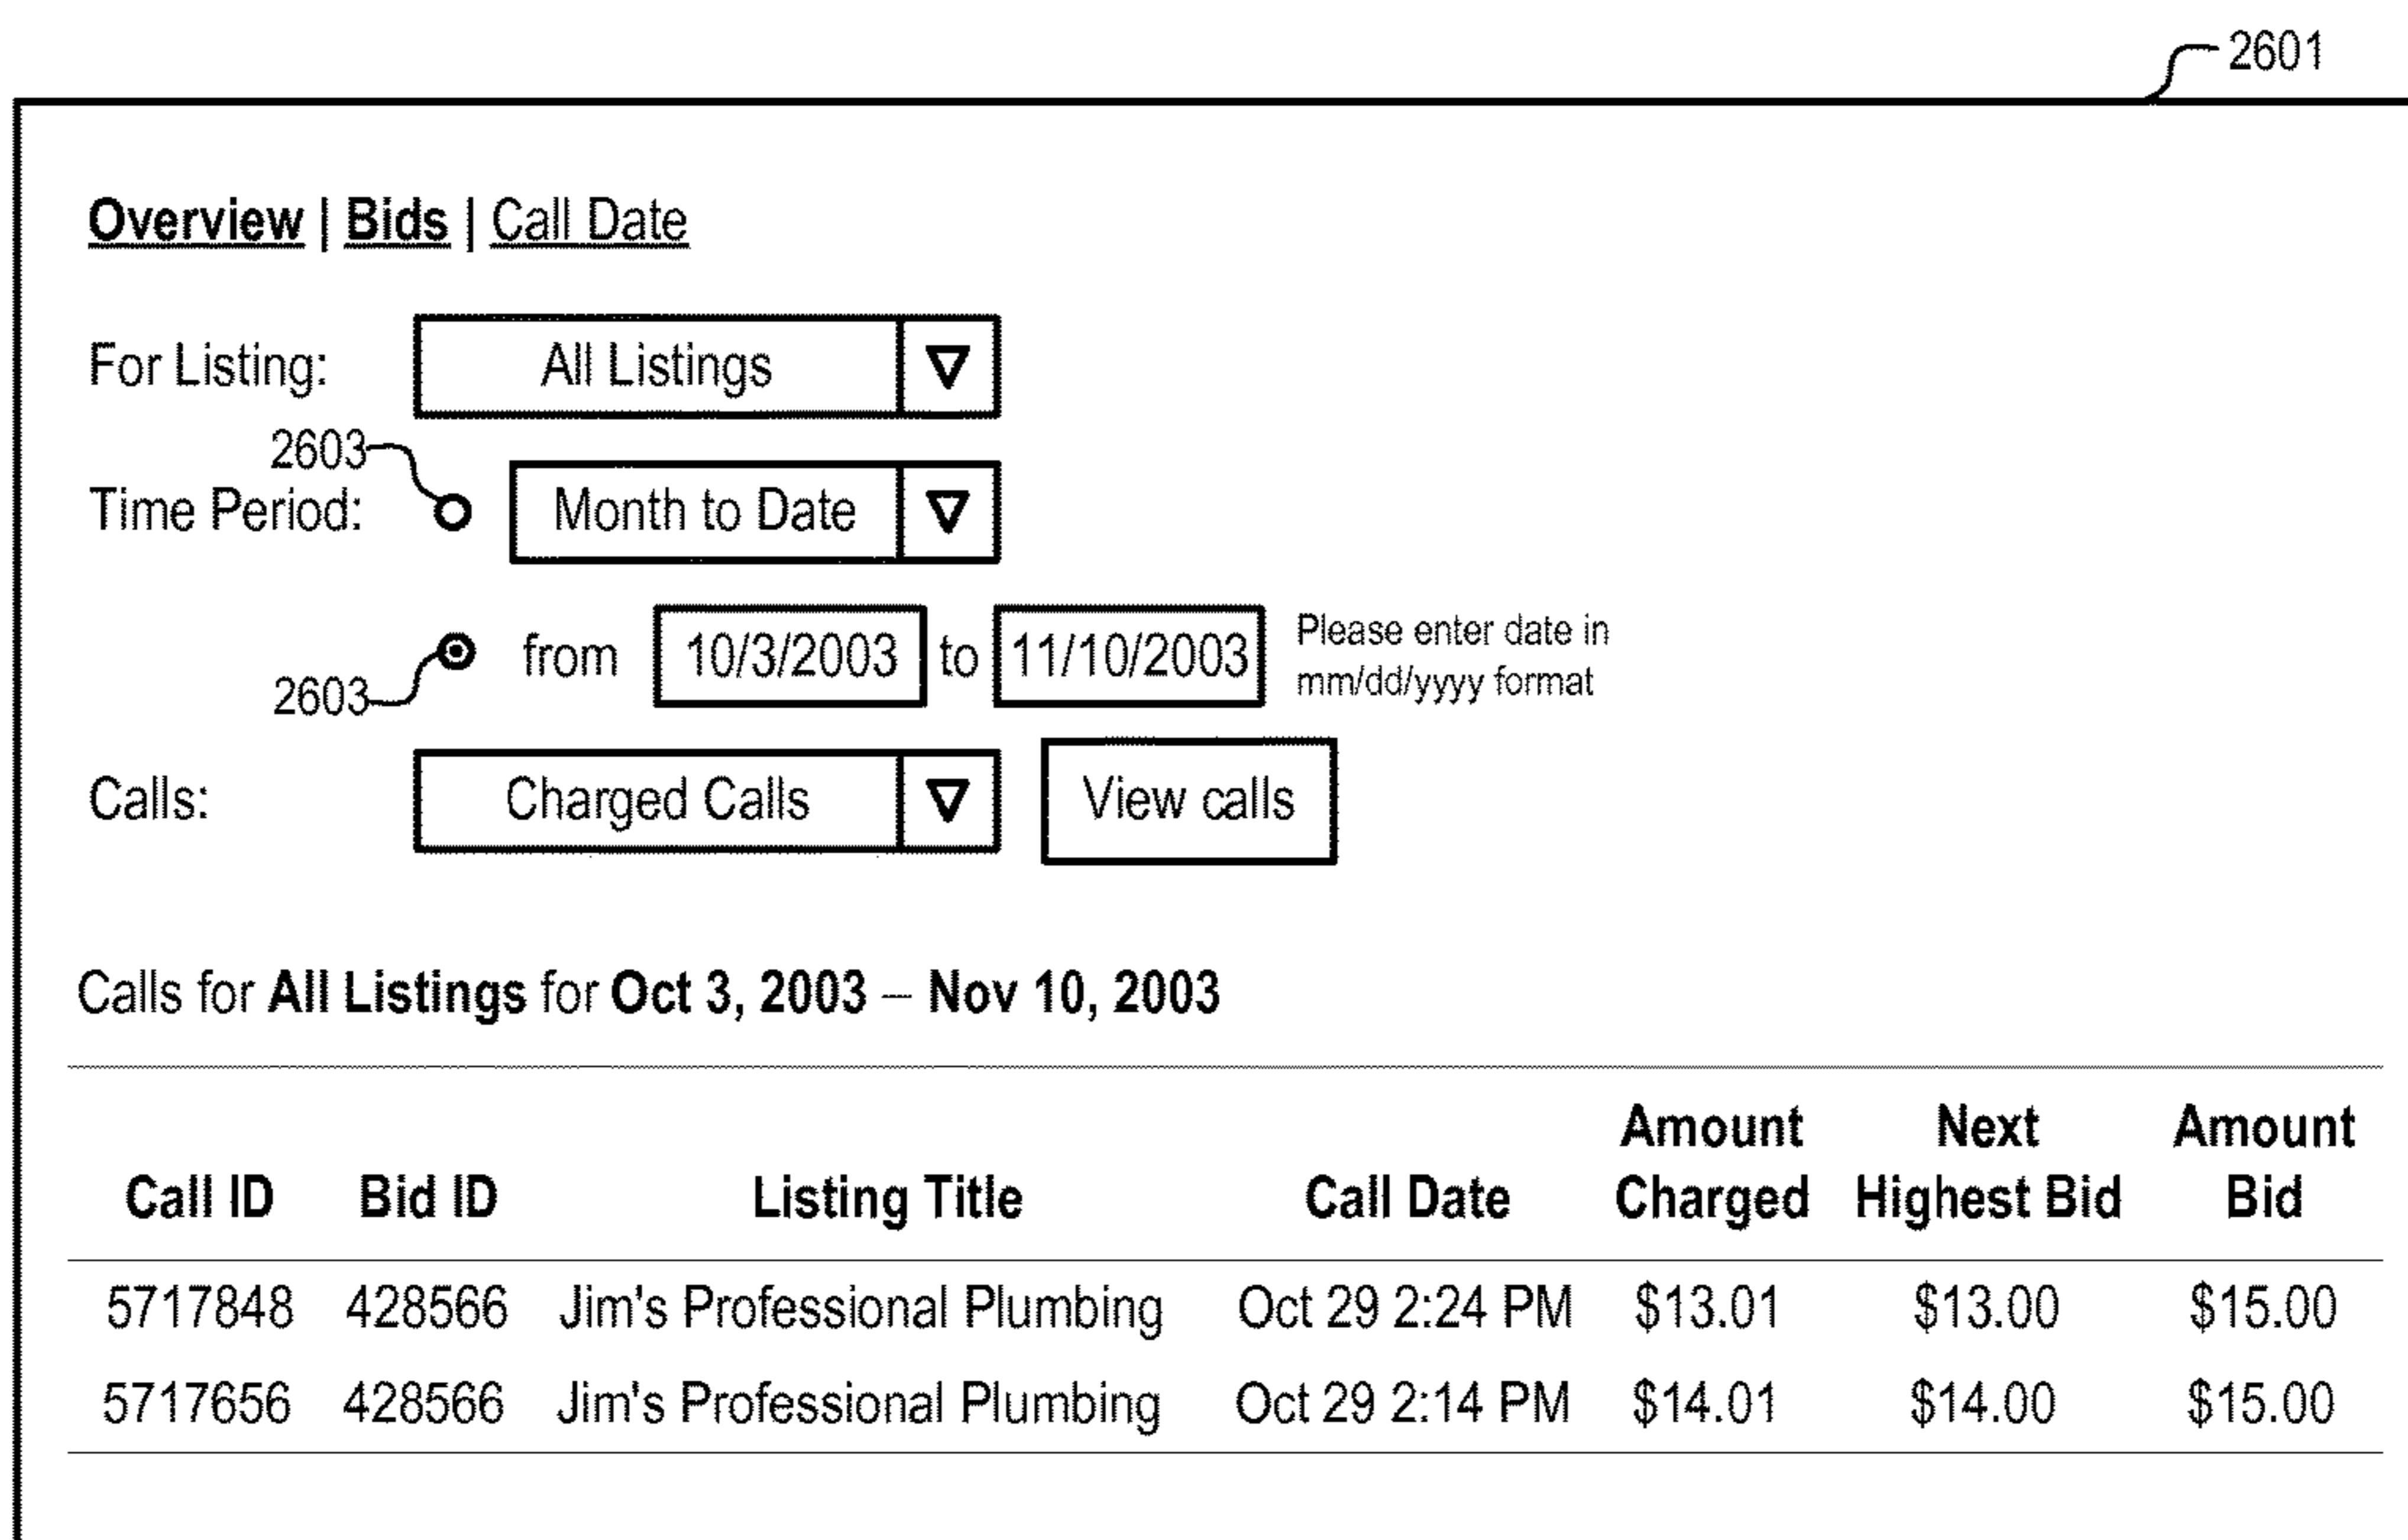 2601
Overview | Bids | Call Date
For Listing: All Listings
2603
Time Period: Month to Date
from 10/3/2003 to 11/10/2003 Please enter date in
mm/dd/yyyy format
2603
Calls: Charged Calls View calls
Calls for All Listings for Oct 3, 2003 – Nov 10, 2003
Amount Next Amount
Call ID Bid ID Listing Title Call Date Charged Highest Bid Bid
5717848 428566 Jim's Professional Plumbing Oct 29 2:24 PM $13.01 $13.00 $15.00
5717656 428566 Jim's Professional Plumbing Oct 29 2:14 PM $14.01 $14.00 $15.00